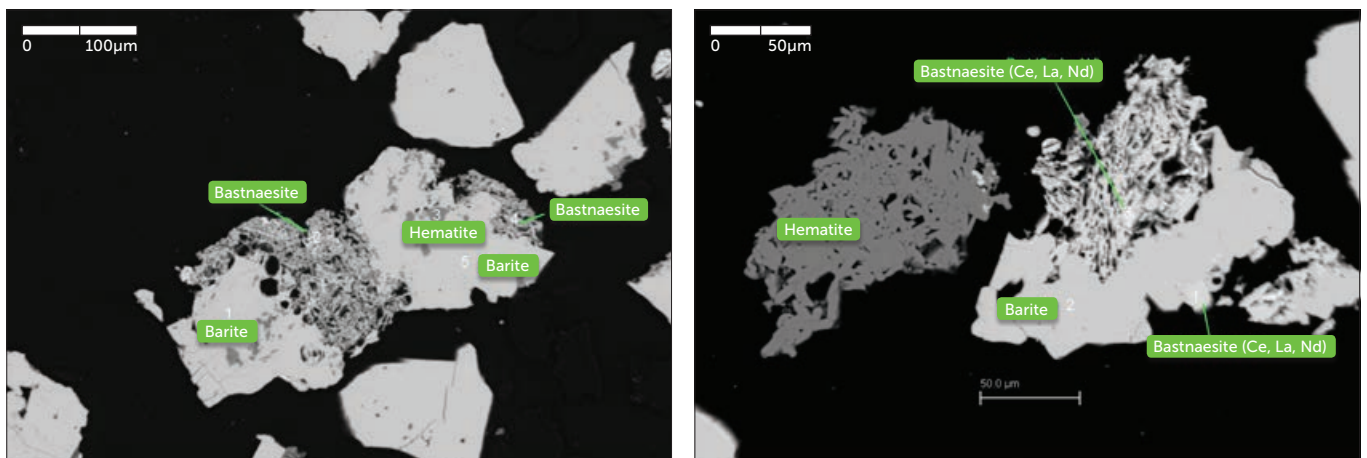 0 100µm
Bastnaesite
2
3
4
Bastnaesite
Hematite
5
Barite
1
Barite
0 50µm
Bastnaesite (Ce, La, Nd)
Hematite
Barite
2
1
Bastnaesite (Ce, La, Nd)
50.0 µm